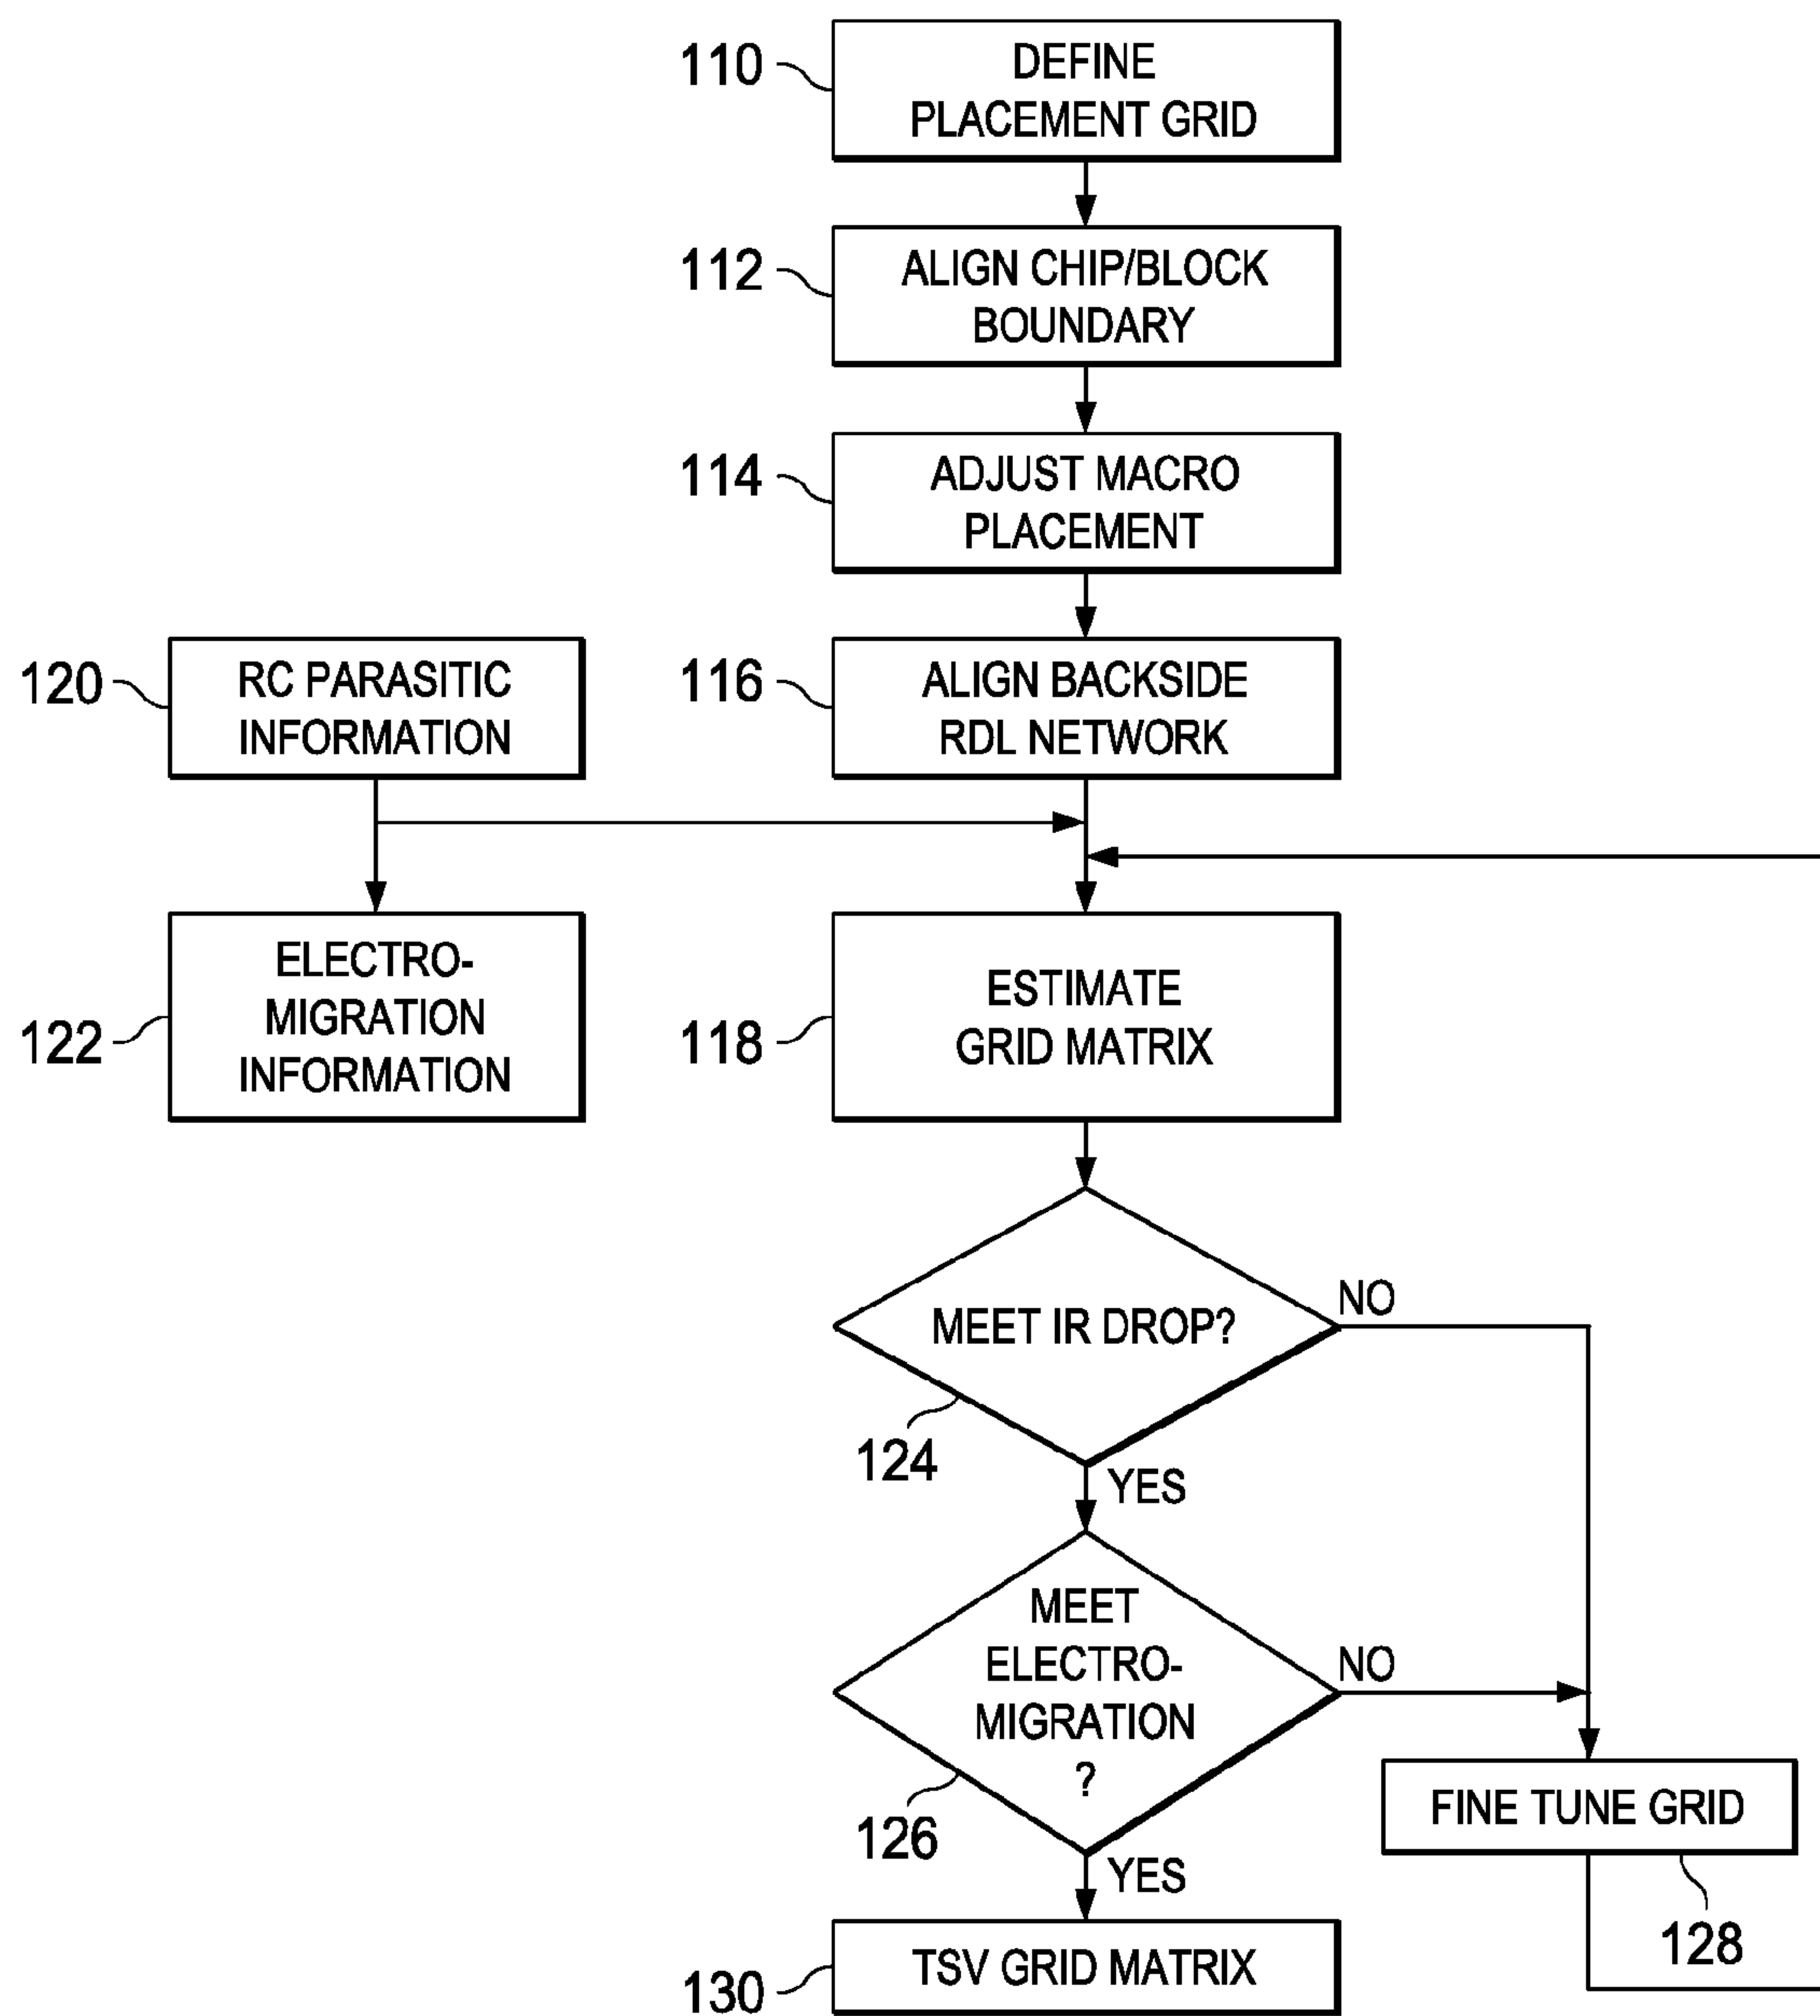 110
DEFINE
PLACEMENT GRID
112
ALIGN CHIP/BLOCK
BOUNDARY
114
ADJUST MACRO
PLACEMENT
120
RC PARASITIC
INFORMATION
116
ALIGN BACKSIDE
RDL NETWORK
122
ELECTRO-
MIGRATION
INFORMATION
118
ESTIMATE
GRID MATRIX
MEET IR DROP?
NO
124
YES
MEET
ELECTRO-
MIGRATION
?
NO
126
YES
FINE TUNE GRID
128
130
TSV GRID MATRIX